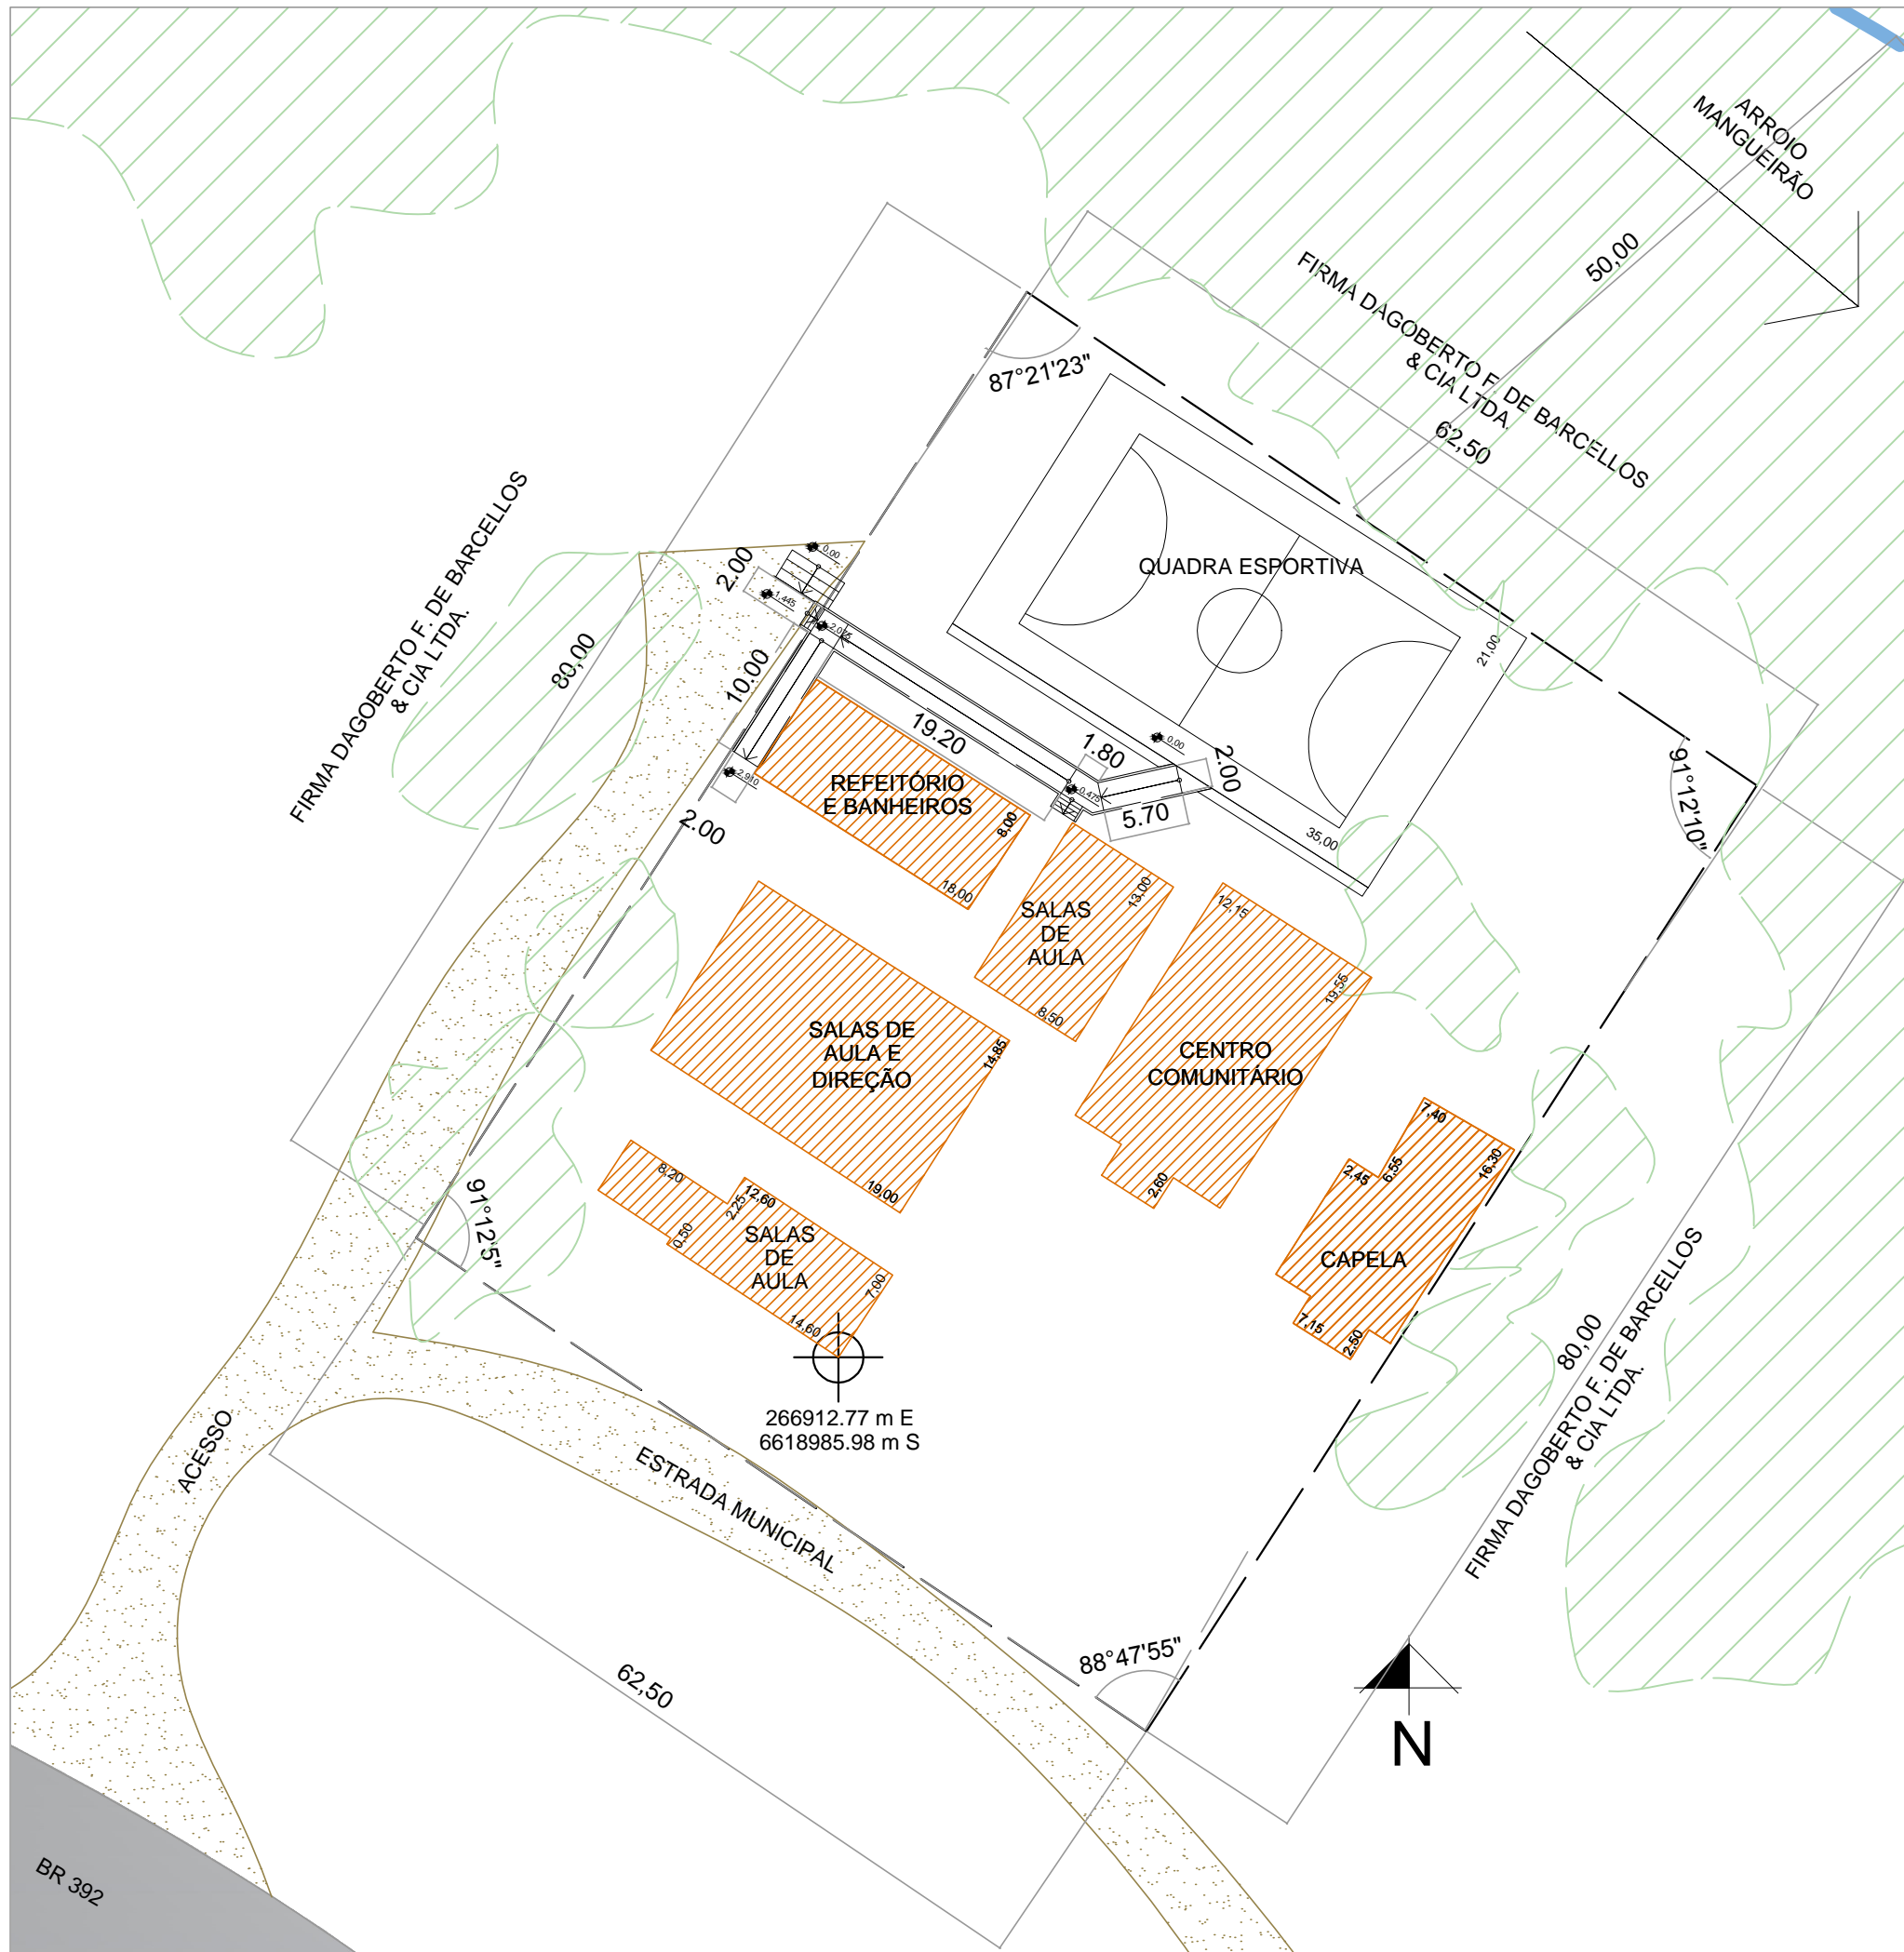 ARROIO
MANGUEIRÃO
50,00
FIRMA DAGOBERTO F. DE BARCELLOS
& CIA LTDA.
62,50
87°21'23"
FIRMA DAGOBERTO F. DE BARCELLOS
& CIA LTDA.
80,00
2.00
0.00
1.445
2.075
10.00
QUADRA ESPORTIVA
21,00
19.20
1.80
0.00
2.00
91°12'10"
2.910
REFEITÓRIO
E BANHEIROS
0.475
5.70
2.00
8,00
35,00
18,00
13,00
12,15
SALAS
DE
AULA
19,55
8,50
SALAS DE
AULA E
DIREÇÃO
14,85
CENTRO
COMUNITÁRIO
7,40
6,55
16,30
2,45
8,20
12,60
19,00
2,60
2,25
91°12'5"
0,50
SALAS
DE
AULA
CAPELA
7,00
14,60
7,15
2,50
80,00
FIRMA DAGOBERTO F. DE BARCELLOS
& CIA LTDA.
266912.77 m E
6618985.98 m S
ACESSO
ESTRADA MUNICIPAL
88°47'55"
62,50
N
BR 392